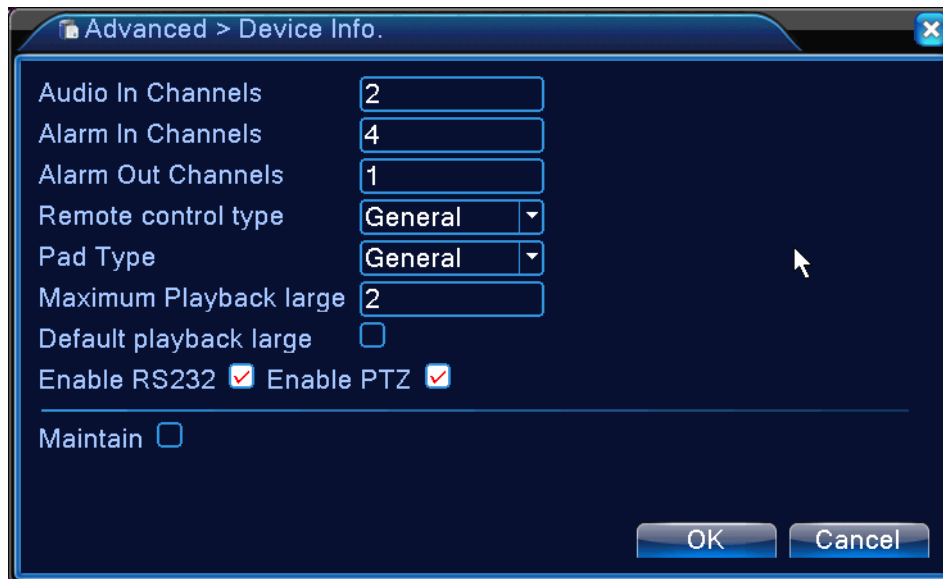 Advanced > Device Info.
Audio In Channels 2
Alarm In Channels 4
Alarm Out Channels 1
Remote control type General
Pad Type General
Maximum Playback large 2
Default playback large
Enable RS232 Enable PTZ
Maintain
OK Cancel